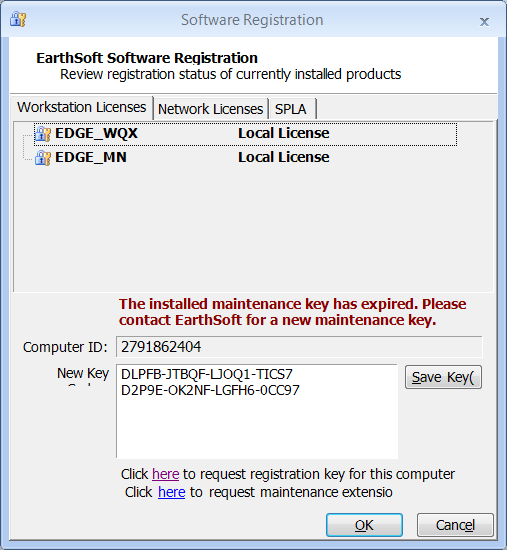 Software Registration
EarthSoft Software Registration
Review registration status of currently installed products
Workstation Licenses Network Licenses SPLA
EDGE_WQX Local License
EDGE_MN Local License
The installed maintenance key has expired. Please
contact EarthSoft for a new maintenance key.
Computer ID: 2791862404
New Key
DLPFB-JTBQF-LJOQ1-TICS7
D2P9E-OK2NF-LGFH6-0CC97
Save Key(
Click here to request registration key for this computer
Click here to request maintenance extensio
OK Cancel